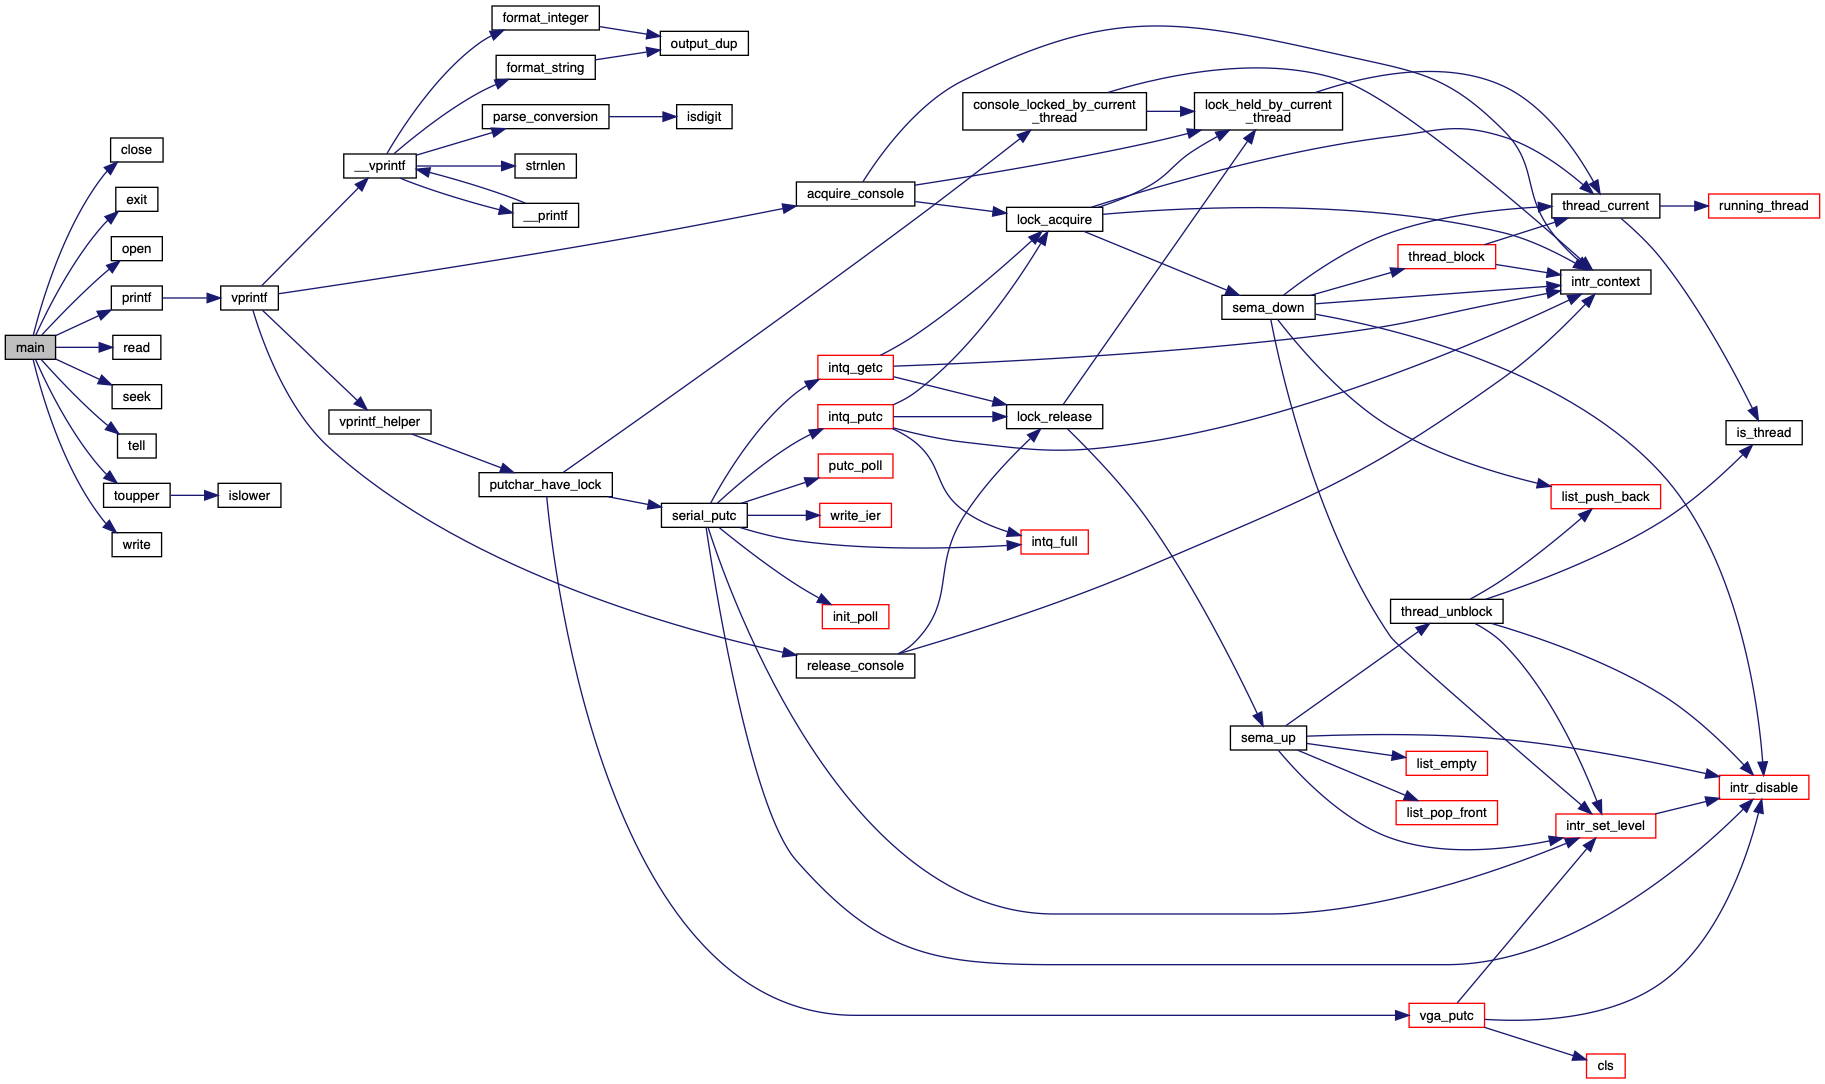 format_integer
output_dup
format_string
console_locked_by_current
_thread
lock_held_by_current
_thread
parse_conversion
isdigit
close
__vprintf
strnlen
exit
acquire_console
thread_current
running_thread
__printf
lock_acquire
open
thread_block
intr_context
printf
vprintf
sema_down
main
read
intq_getc
seek
intq_putc
lock_release
vprintf_helper
is_thread
tell
putc_poll
putchar_have_lock
toupper
islower
list_push_back
serial_putc
write_ier
write
intq_full
init_poll
thread_unblock
release_console
sema_up
list_empty
intr_disable
list_pop_front
intr_set_level
vga_putc
cls